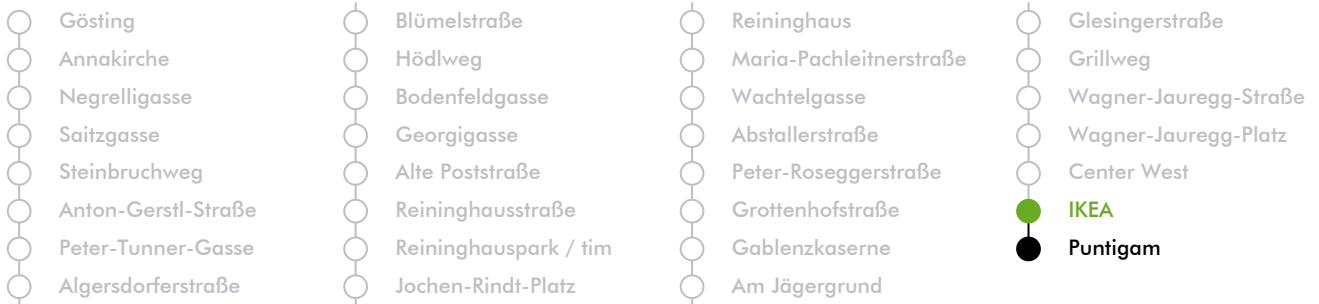 Gösting
Annakirche
Negrelligasse
Saitzgasse
Steinbruchweg
Anton-Gerstl-Straße
Peter-Tunner-Gasse
Algersdorferstraße
Blümelstraße
Hödlweg
Bodenfeldgasse
Georgigasse
Alte Poststraße
Reininghausstraße
Reininghauspark / tim
Jochen-Rindt-Platz
Reininghaus
Maria-Pachleitnerstraße
Wachtelgasse
Abstallerstraße
Peter-Roseggerstraße
Grottenhofstraße
Gablenzkaserne
Am Jägergrund
Glesingerstraße
Grillweg
Wagner-Jauregg-Straße
Wagner-Jauregg-Platz
Center West
IKEA
Puntigam